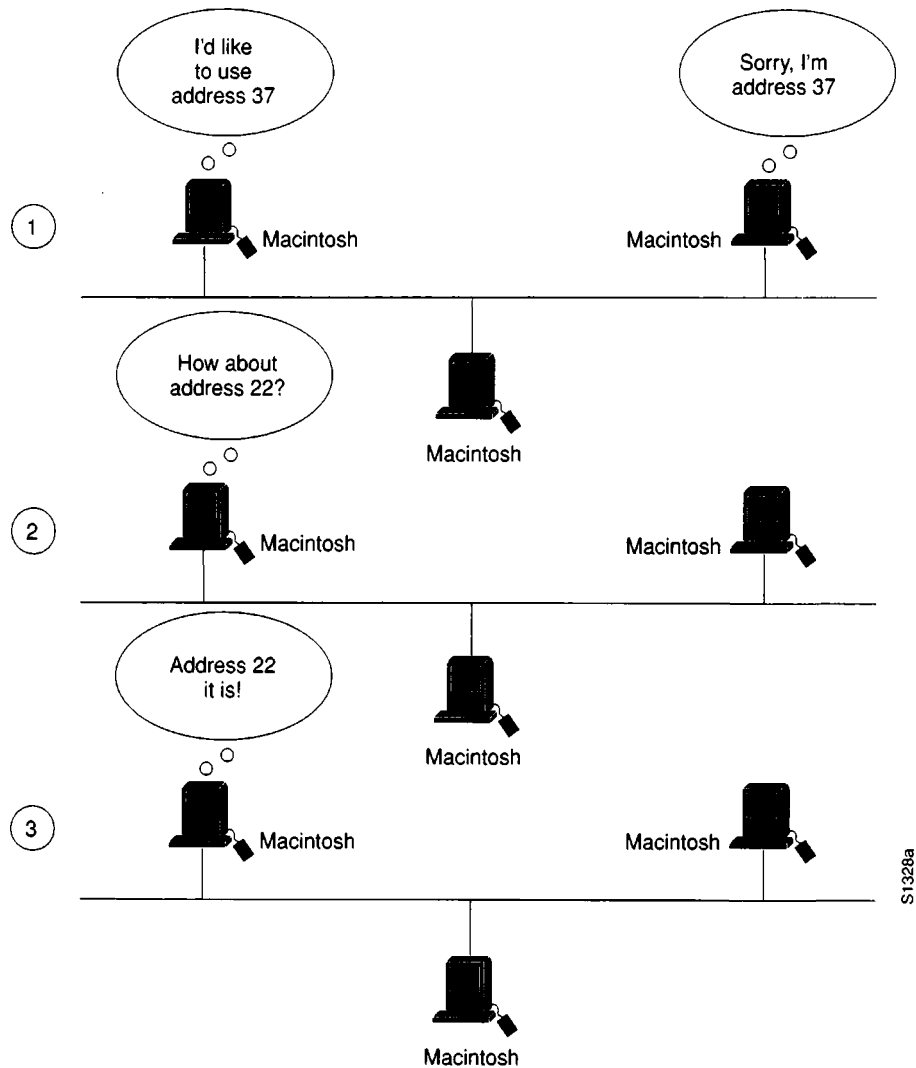 I'd like
to use
address 37
Sorry, I'm
address 37
1
Macintosh
Macintosh
How about
address 22?
Macintosh
2
Macintosh
Macintosh
Address 22
it is!
Macintosh
3
Macintosh
Macintosh
S1328a
Macintosh